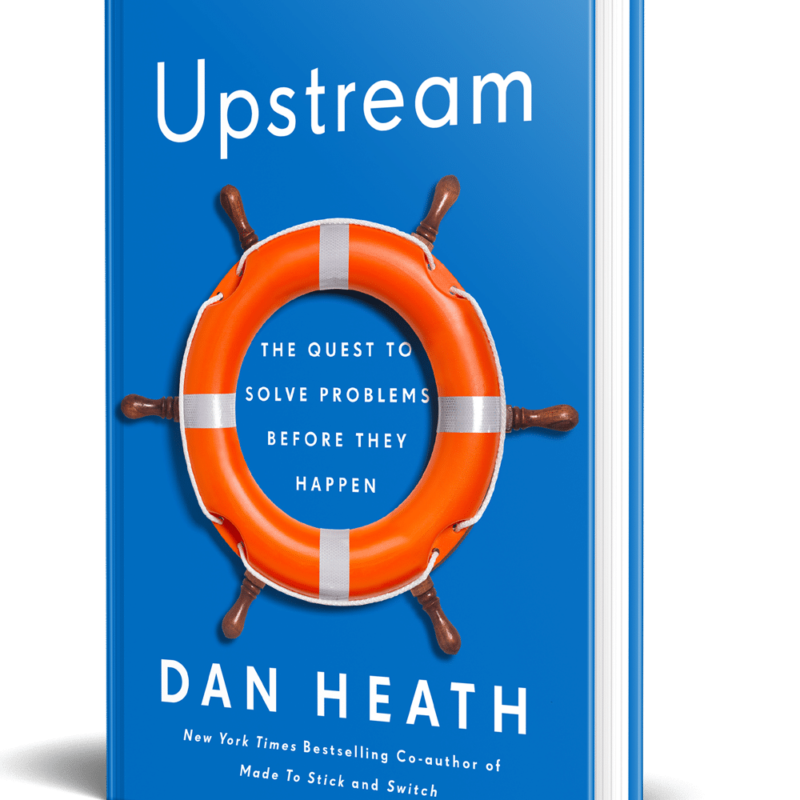 Upstream
THE QUEST TO
SOLVE PROBLEMS
BEFORE THEY
HAPPEN
DAN HEATH
New York Times Bestselling Co-author of
Made To Stick and Switch